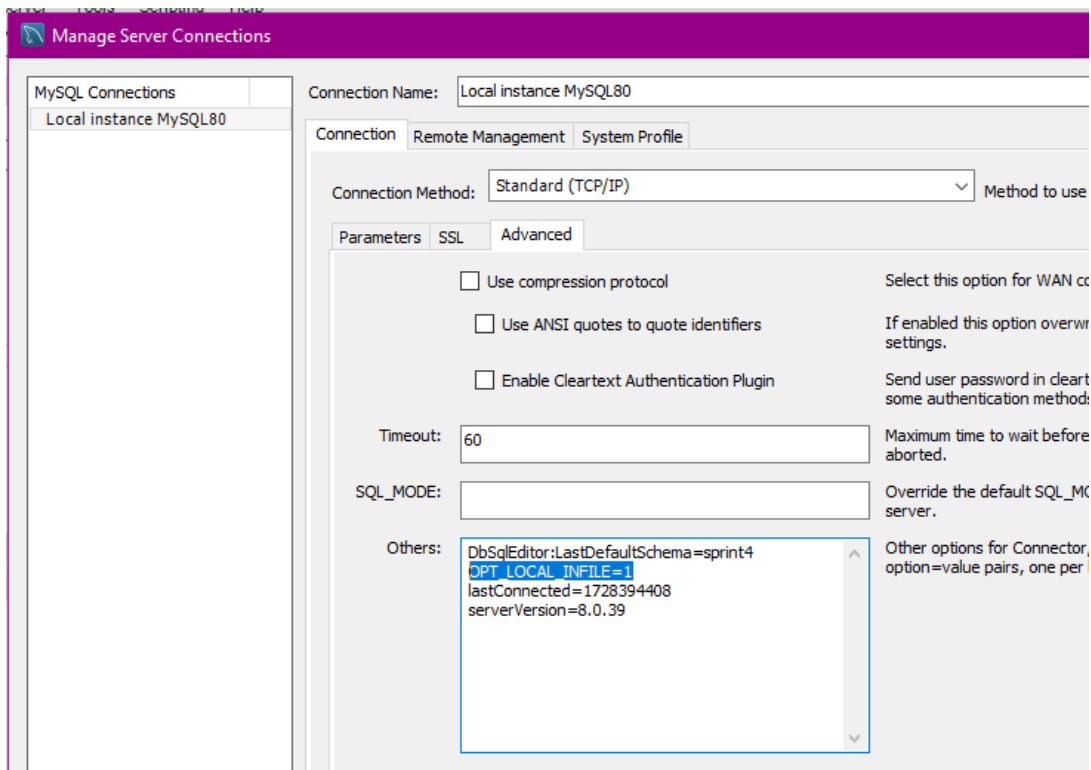 Tools Scripting Help
Manage Server Connections
MySQL Connections
Local instance MySQL80
Connection Name: Local instance MySQL80
Connection Remote Management System Profile
Connection Method: Standard (TCP/IP) Method to use
Parameters SSL Advanced
Use compression protocol Select this option for WAN co
Use ANSI quotes to quote identifiers If enabled this option overwr
settings.
Enable Cleartext Authentication Plugin Send user password in cleart
some authentication methods
Timeout: 60 Maximum time to wait before
aborted.
SQL_MODE: Override the default SQL_MO
server.
Others: DbSqlEditor:LastDefaultSchema=sprint4 Other options for Connector,
OPT_LOCAL_INFILE=1 option=value pairs, one per
lastConnected=1728394408
serverVersion=8.0.39